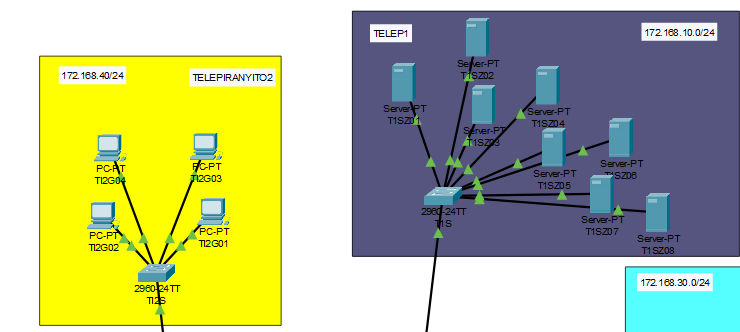 172.168.40/24
TELEPIRANYITO2
PC-PT
TI2G04
PC-PT
TI2G03
PC-PT
TI2G02
PC-PT
TI2G01
2960-24TT
TI2S
TELEP1
172.168.10.0/24
Server-PT
T1SZ02
Server-PT
T1SZ01
Server-PT
T1SZ03
Server-PT
T1SZ04
Server-PT
T1SZ05
Server-PT
T1SZ06
2960-24TT
T1S
Server-PT
T1SZ07
Server-PT
T1SZ08
172.168.30.0/24